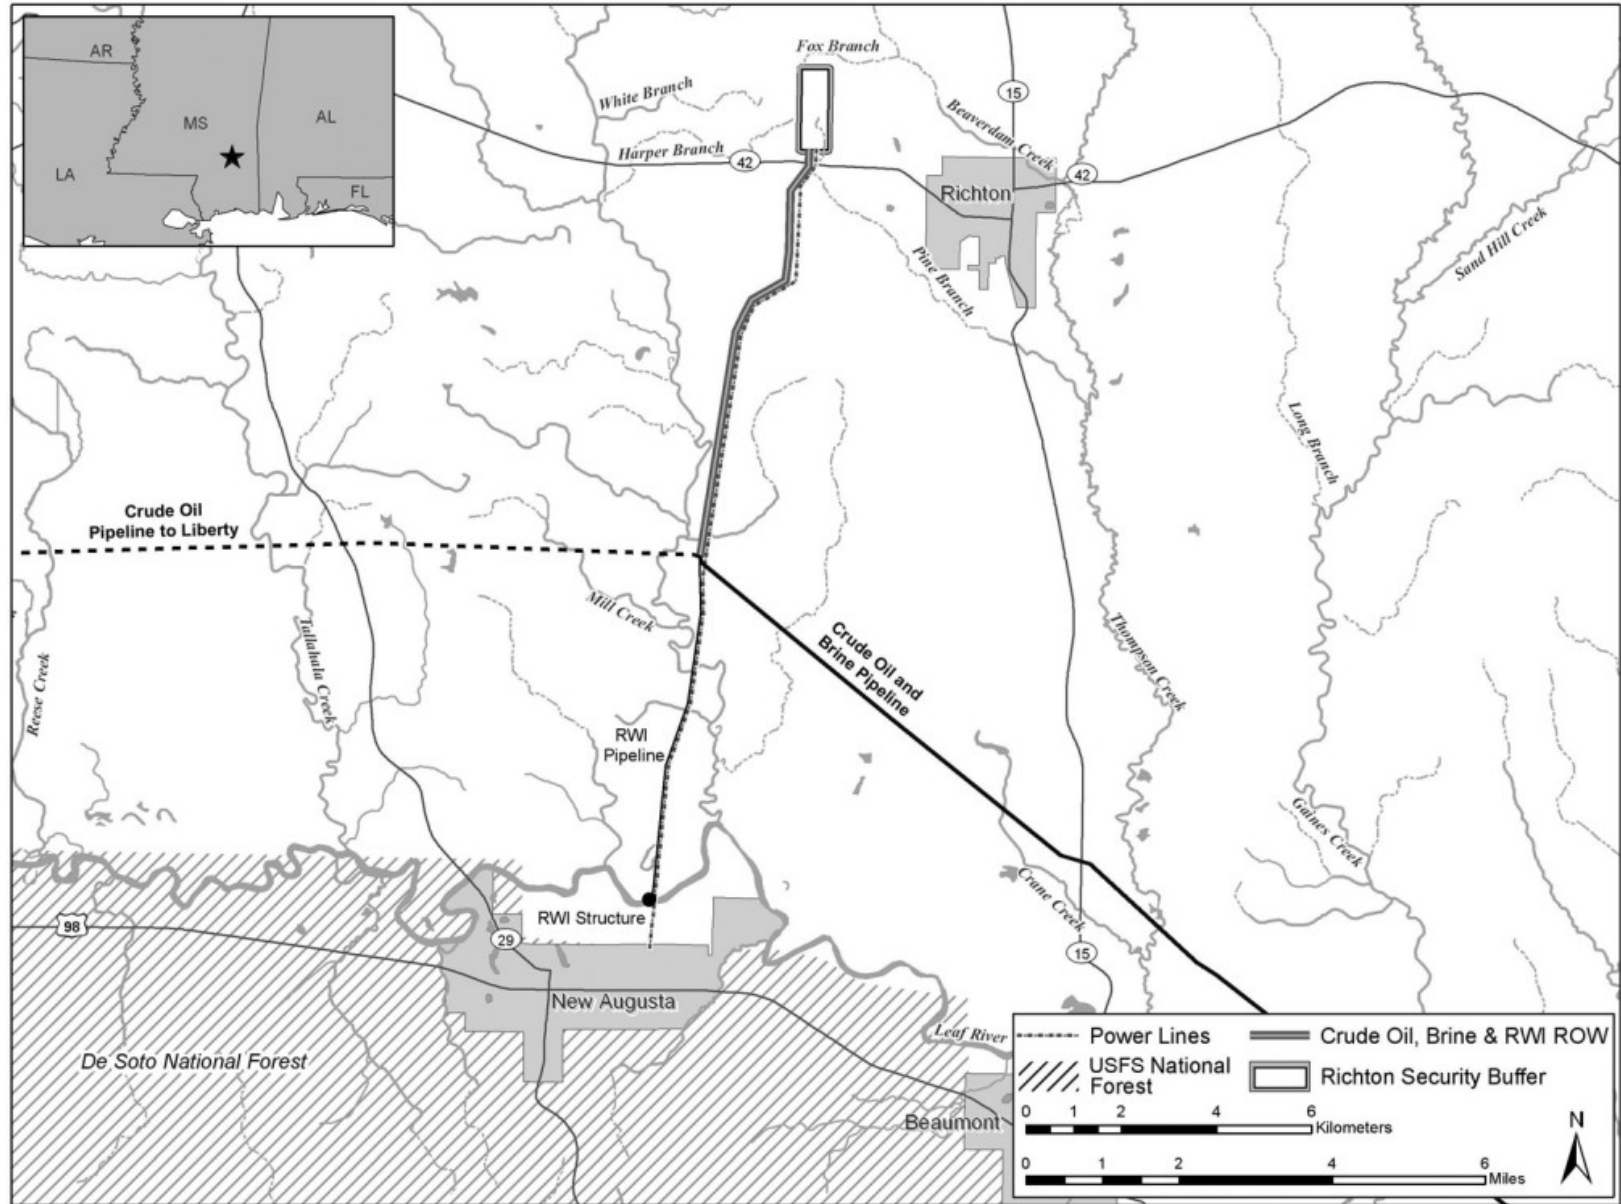 AR
MS
AL
LA
FL
Fox Branch
White Branch
15
Beaverdam Creek
Harper Branch
42
42
Richton
Sand Hill Creek
Pine Branch
Long Branch
Crude Oil
Pipeline to Liberty
Mill Creek
Tallahala Creek
Reese Creek
Crude Oil and
Brine Pipeline
Thompson Creek
RWI
Pipeline
Gaines Creek
Crane Creek
RWI Structure
98
29
15
New Augusta
Leaf River
De Soto National Forest
Beaumont
Power Lines
USFS National
Forest
Crude Oil, Brine & RWI ROW
Richton Security Buffer
0 1 2 4 6
Kilometers
0 1 2 4 6
Miles
N